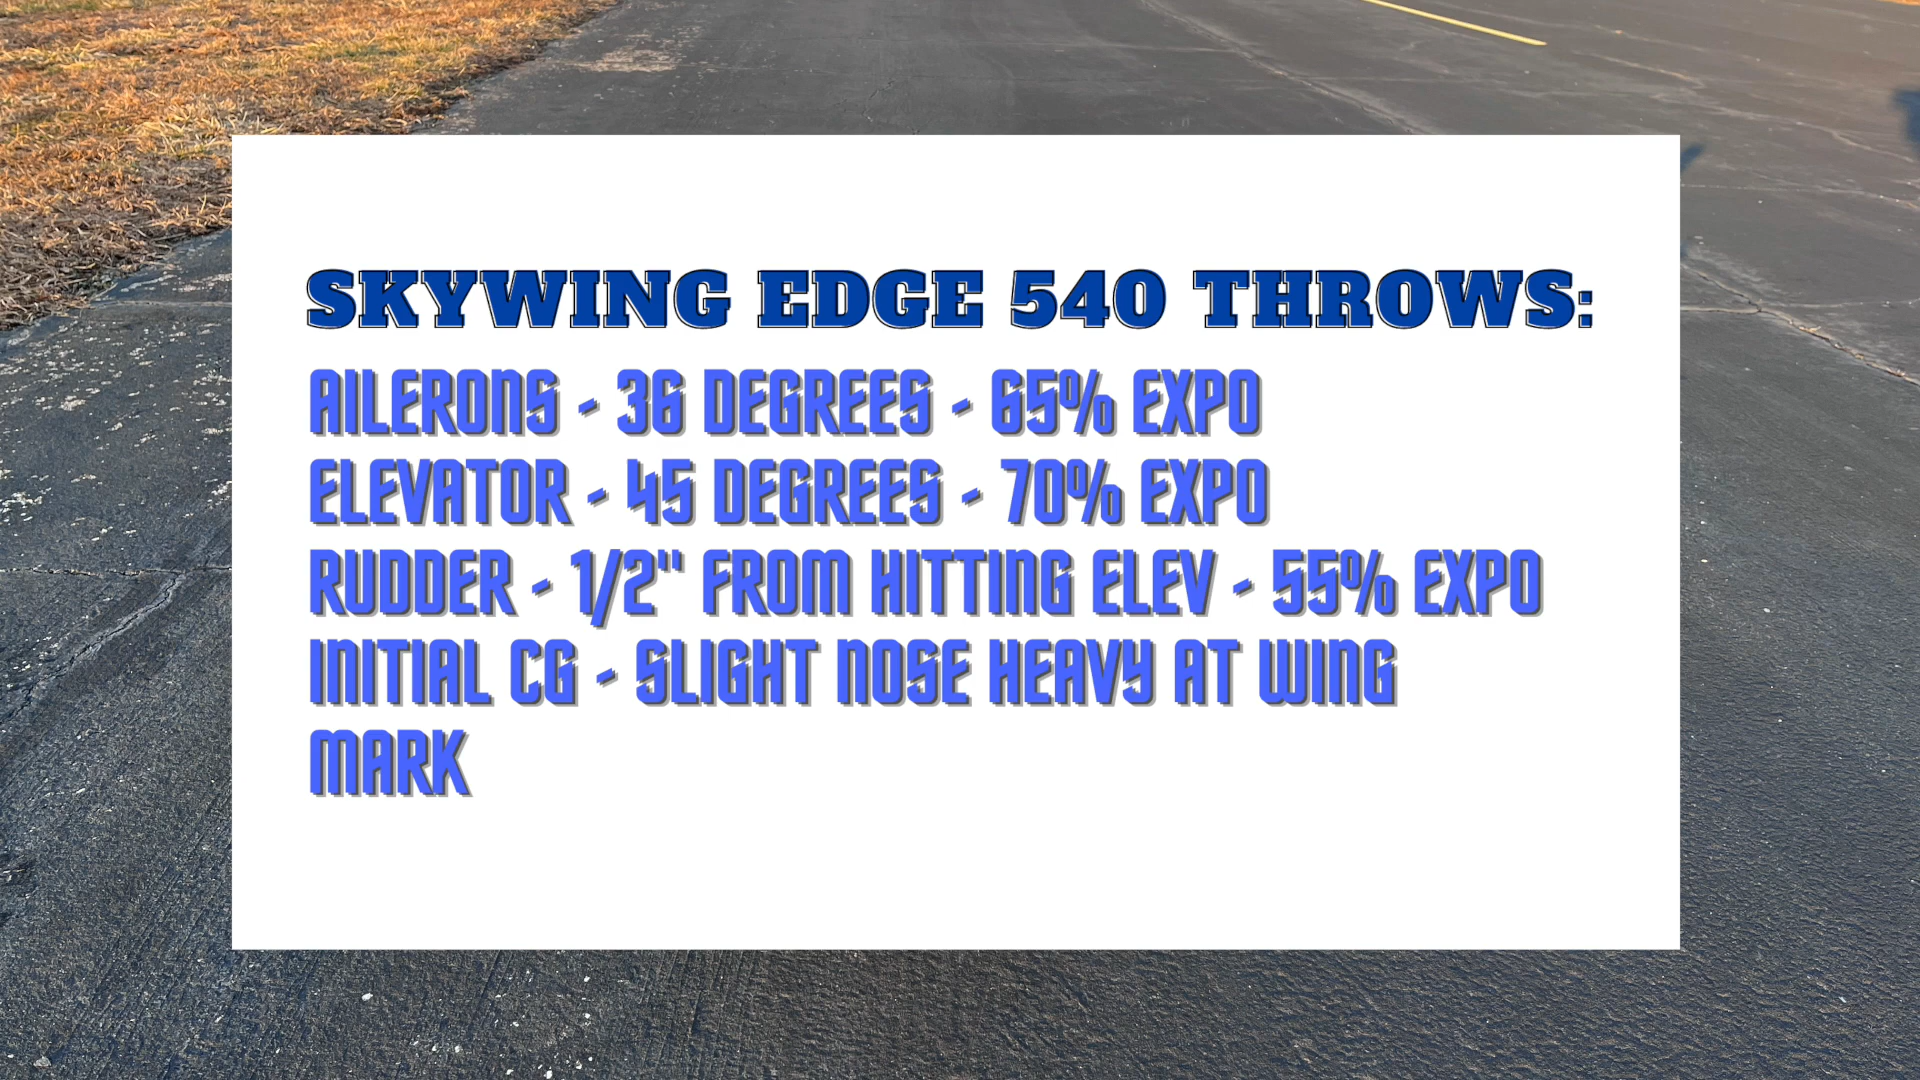 SKYWING EDGE 540 THROWS:
AILERONS - 36 DEGREES - 65% EXPO
ELEVATOR - 45 DEGREES - 70% EXPO
RUDDER - 1/2" FROM HITTING ELEV - 55% EXPO
INITIAL CG - SLIGHT NOSE HEAVY AT WING
MARK